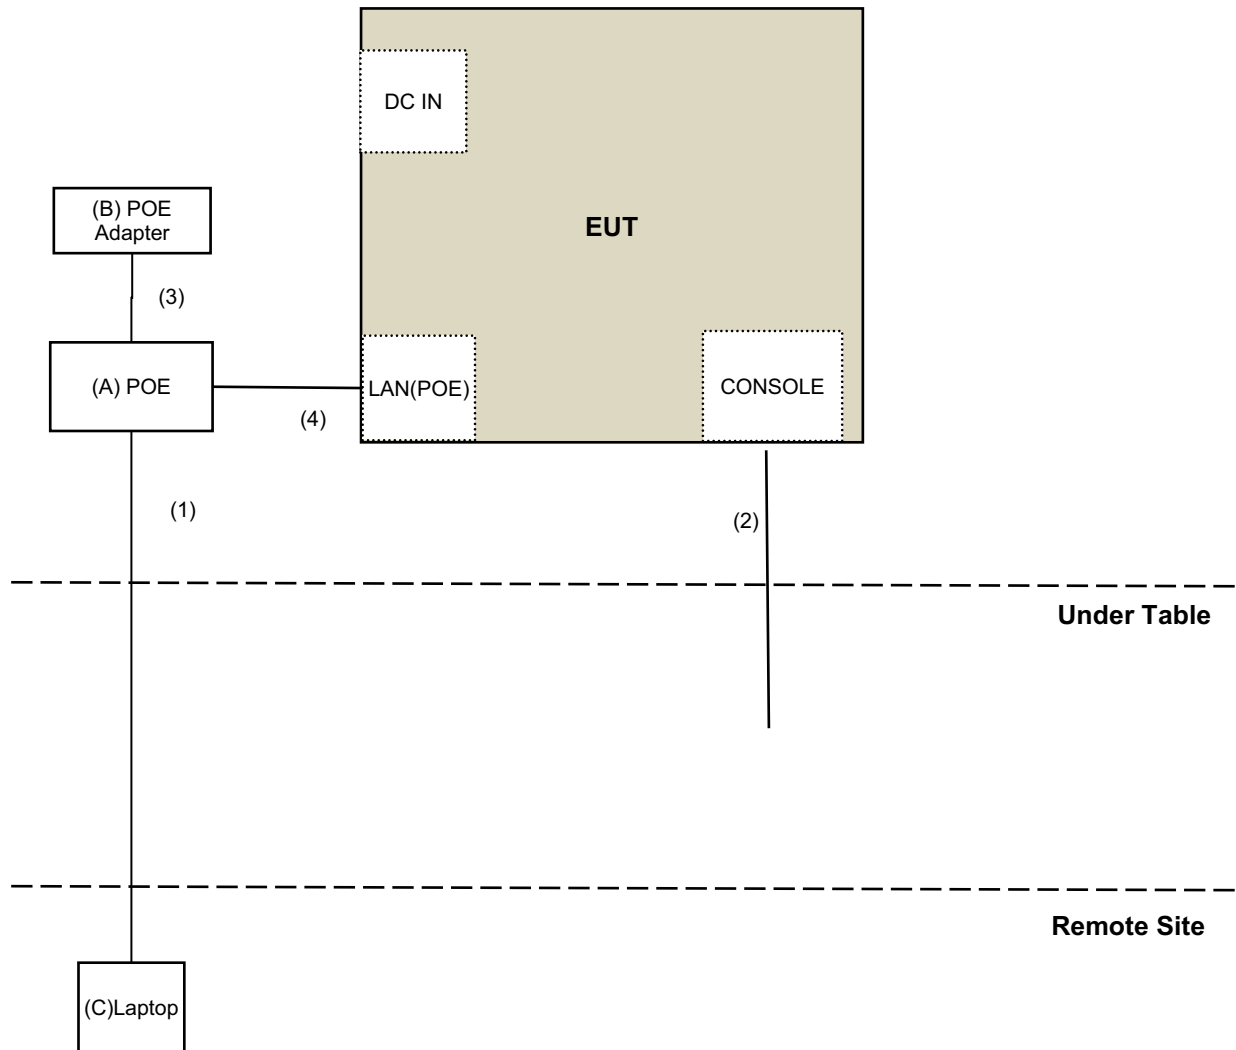 DC IN
(B) POE
Adapter
EUT
(3)
(A) POE
LAN(POE)
CONSOLE
(4)
(1)
(2)
Under Table
Remote Site
(C)Laptop